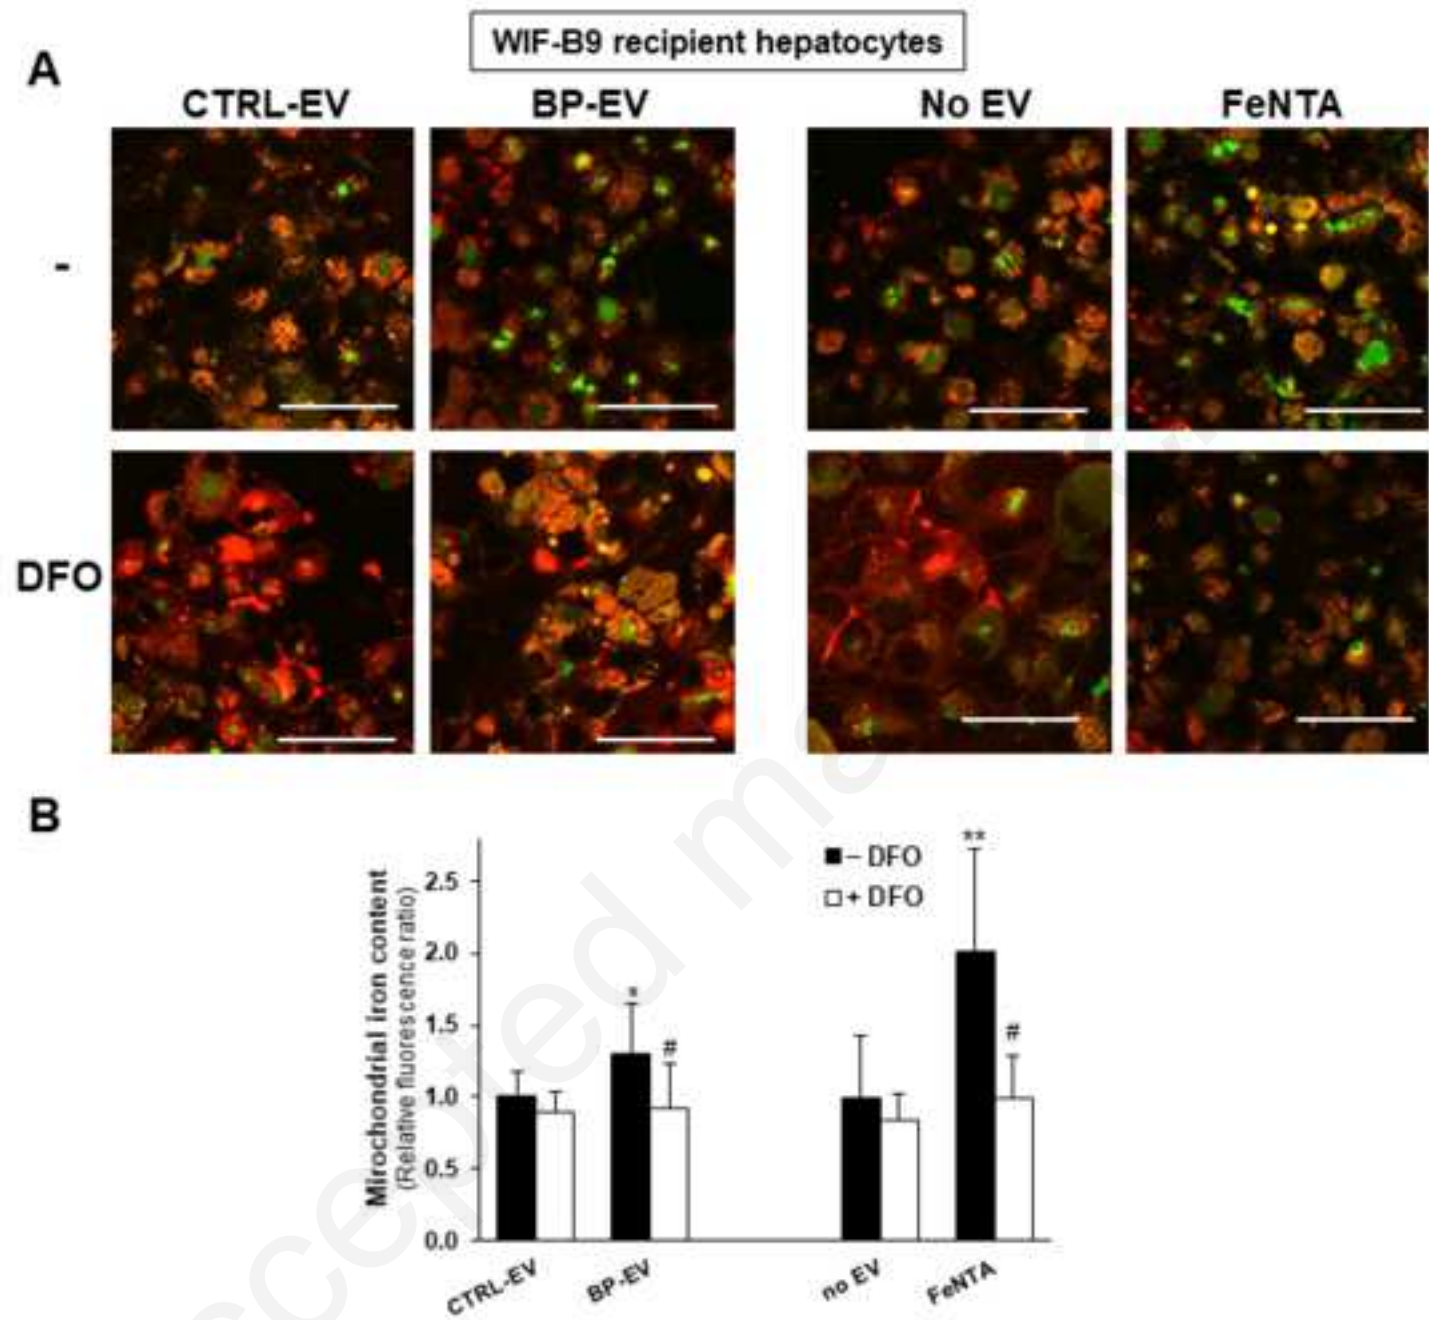 WIF-B9 recipient hepatocytes
A
CTRL-EV BP-EV No EV FeNTA
-
DFO
B
Mirochondrial iron content
(Relative fluorescence ratio)
2.5
2.0
1.5
1.0
0.5
0.0
– DFO
+ DFO
*
#
**
#
CTRL-EV BP-EV no EV FeNTA
cepted ma